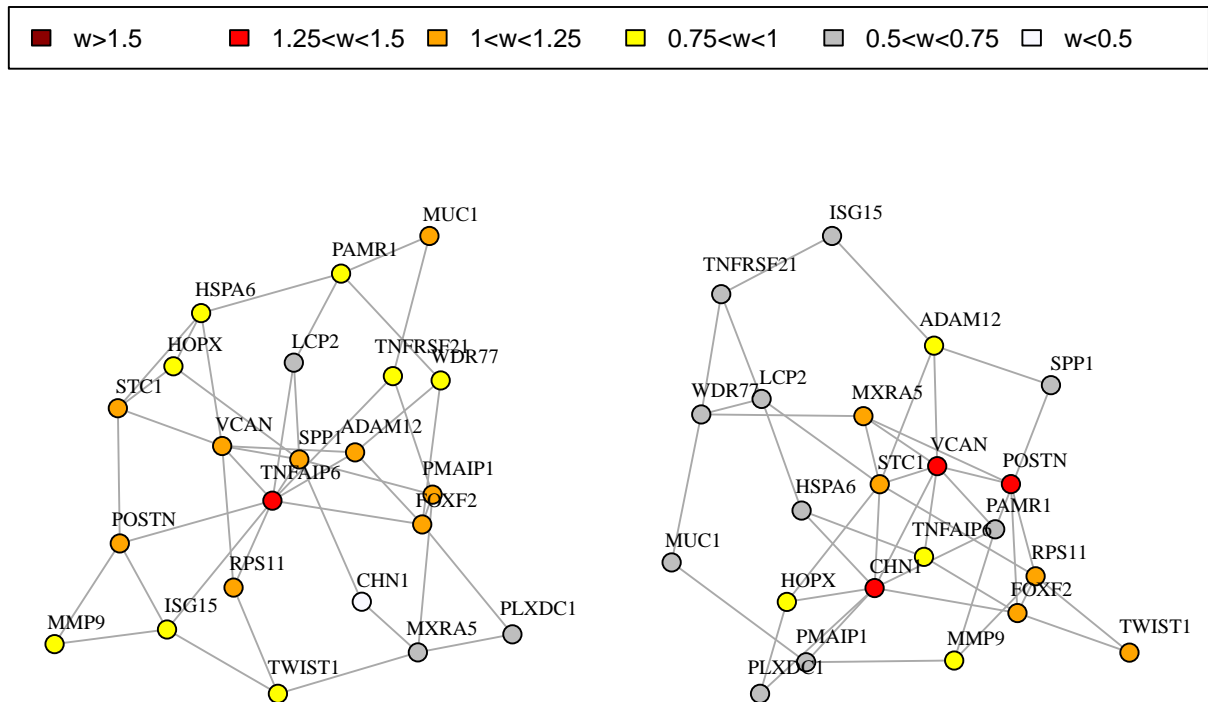 w>1.5 1.25<w<1.5 1<w<1.25 0.75<w<1 0.5<w<0.75 w<0.5
MUC1
PAMR1
HSPA6
LCP2
HOPX
TNFRSF21
WDR77
STC1
VCAN
SPP1
ADAM12
TNFAIP6
PMAIP1
FOXF2
POSTN
RPS11
CHN1
ISG15
PLXDC1
MMP9
MXRA5
TWIST1
ISG15
TNFRSF21
ADAM12
SPP1
LCP2
WDR77
MXRA5
VCAN
STC1
POSTN
HSPA6
PAMR1
TNFAIP6
MUC1
RPS11
CHN1
HOPX
FOXF2
TWIST1
PMAIP1
MMP9
PLXDC1